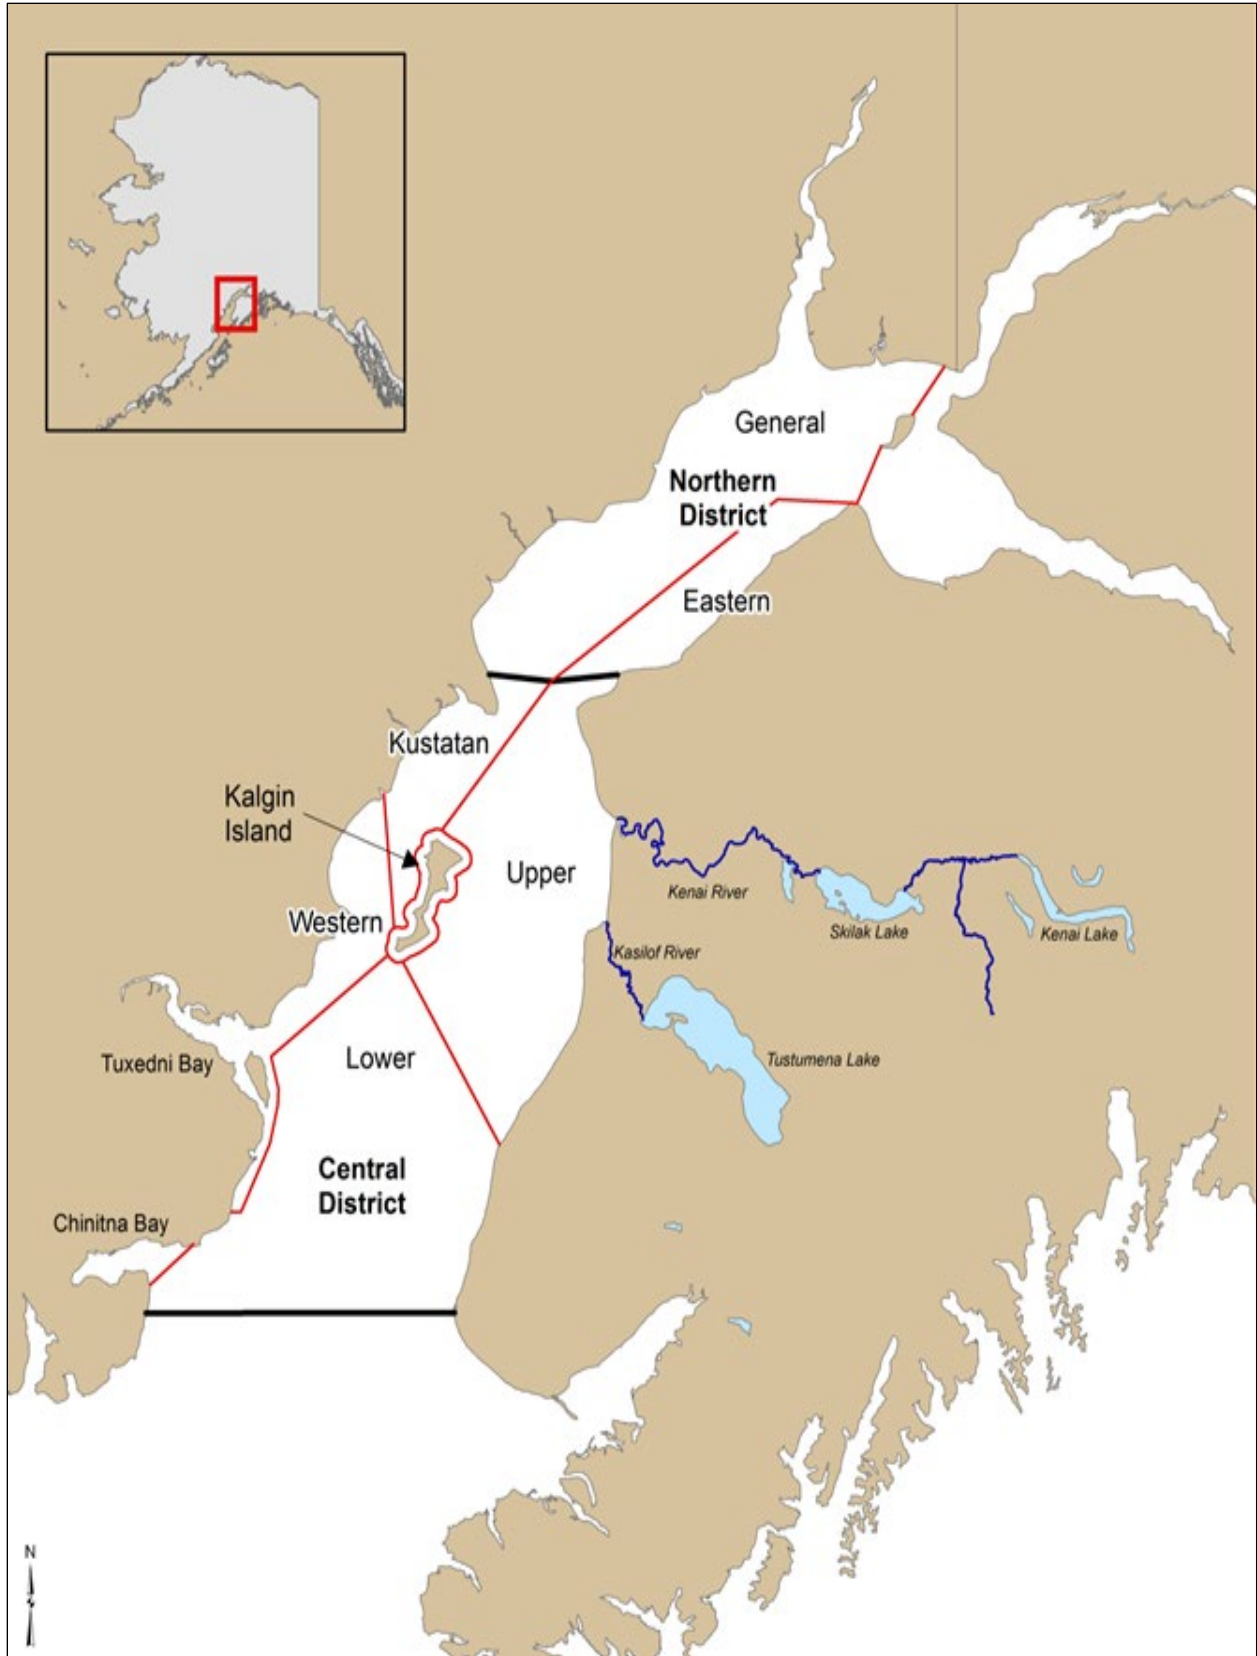 General
Northern
District
Eastern
Kustatan
Kalgin
Island
Upper
Kenai River
Western
Skilak Lake
Kenai Lake
Kasilof River
Lower
Tuxedni Bay
Tustumena Lake
Central
District
Chinitna Bay
N